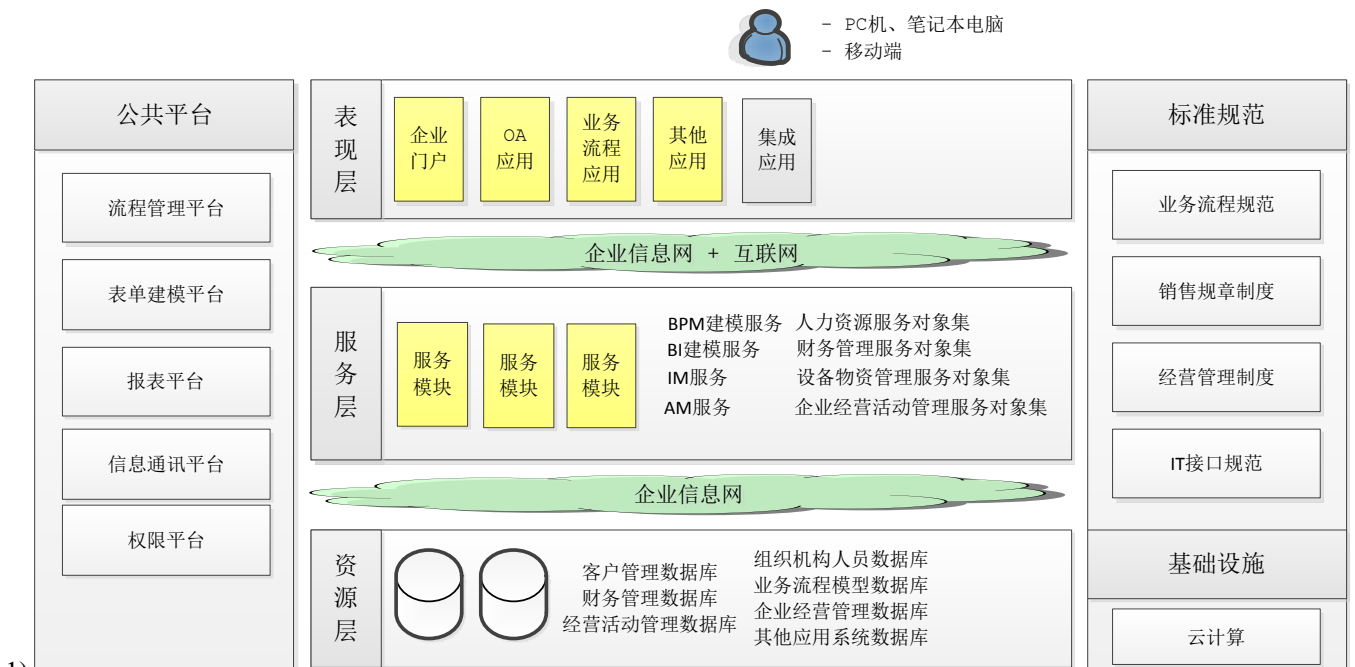 - PC机、笔记本电脑
- 移动端
公共平台
流程管理平台
表单建模平台
报表平台
信息通讯平台
权限平台
表
现
层
企业
门户
OA
应用
业务
流程
应用
其他
应用
集成
应用
企业信息网 + 互联网
服
务
层
服务
模块
服务
模块
服务
模块
BPM建模服务 人力资源服务对象集
BI建模服务 财务管理服务对象集
IM服务 设备物资管理服务对象集
AM服务 企业经营活动管理服务对象集
企业信息网
资
源
层
客户管理数据库
财务管理数据库
经营活动管理数据库
组织机构人员数据库
业务流程模型数据库
企业经营管理数据库
其他应用系统数据库
标准规范
业务流程规范
销售规章制度
经营管理制度
IT接口规范
基础设施
云计算